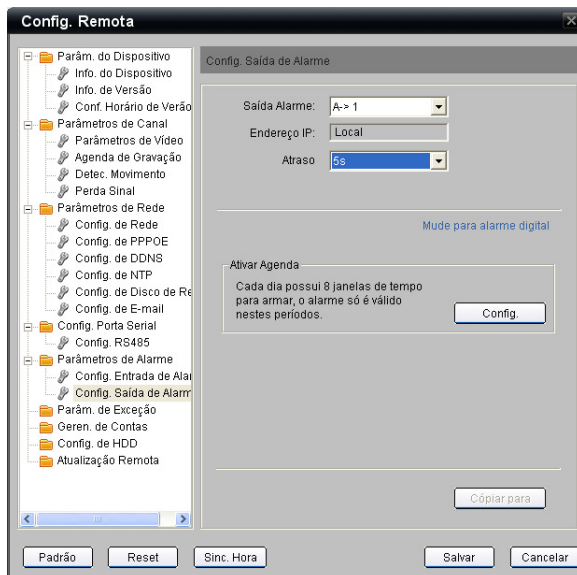 Config. Remota
Parâm. do Dispositivo
Info. do Dispositivo
Info. de Versão
Conf. Horário de Verão
Parâmetros de Canal
Parâmetros de Vídeo
Agenda de Gravação
Detec. Movimento
Perda Sinal
Parâmetros de Rede
Config. de Rede
Config. de PPPOE
Config. de DDNS
Config. de NTP
Config. de Disco de Re
Config. de E-mail
Config. Porta Serial
Config. RS485
Parâmetros de Alarme
Config. Entrada de Alar
Config. Saída de Alarm
Parâm. de Exceção
Geren. de Contas
Config. de HDD
Atualização Remota
Config. Saída de Alarme
Saída Alarme: A-> 1
Endereço IP: Local
Atraso 5s
Mude para alarme digital
Ativar Agenda
Cada dia possui 8 janelas de tempo
para armar, o alarme só é válido
nestes períodos.
Config.
Cópiar para
Padrão Reset Sinc. Hora Salvar Cancelar